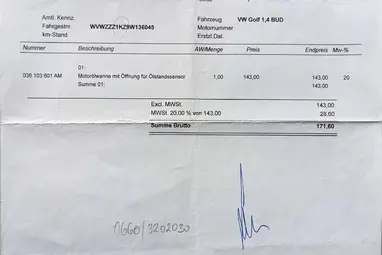 Amtl. Kennz. Fahrzeug VW Golf 1,4 BUD
Fahrgestnr. WVWZZZ1KZ9W136045 Motornummer
km-Stand Erstzl.Dat.
Nummer Beschreibung AW/Menge Preis Endpreis Mw-%
01:
036 103 601 AM Motorölwanne mit Öffnung für Ölstandssensor 1,00 143,00 143,00 20
Summe 01: 143,00
Excl. MWSt. 143,00
MWSt. 20,00 % von 143,00 28,60
Summe Brutto 171,60
0660/3202030